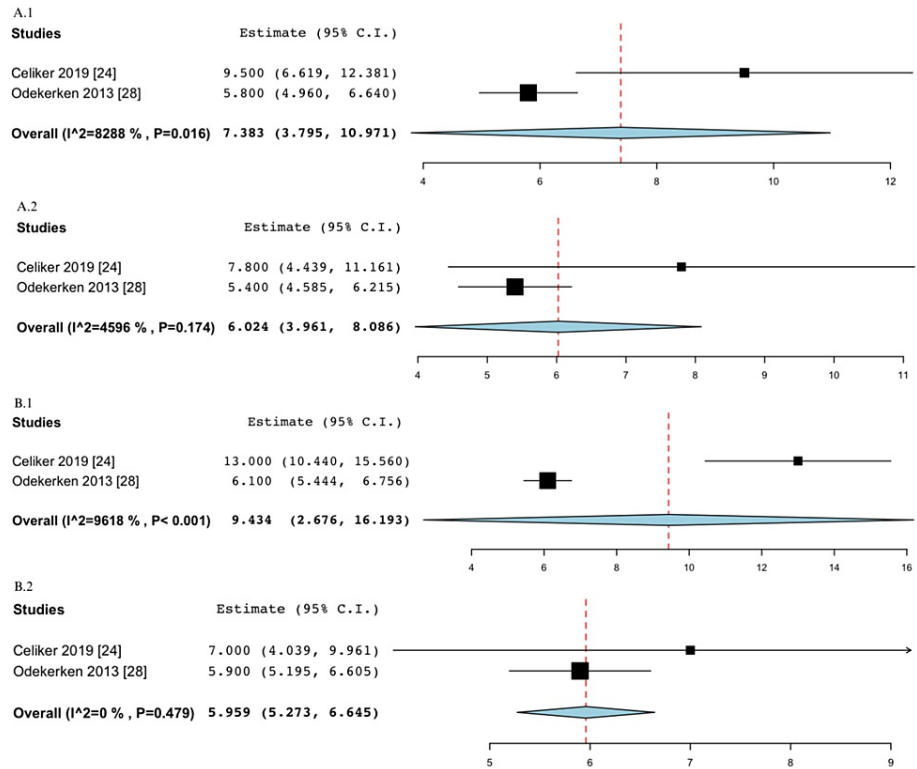 A.1
Studies Estimate (95% C.I.)
Celiker 2019 [24] 9.500 (6.619, 12.381)
Odekerken 2013 [28] 5.800 (4.960, 6.640)
Overall (I^2=8288 % , P=0.016) 7.383 (3.795, 10.971)
4 6 8 10 12
A.2
Studies Estimate (95% C.I.)
Celiker 2019 [24] 7.800 (4.439, 11.161)
Odekerken 2013 [28] 5.400 (4.585, 6.215)
Overall (I^2=4596 % , P=0.174) 6.024 (3.961, 8.086)
4 5 6 7 8 9 10 11
B.1
Studies Estimate (95% C.I.)
Celiker 2019 [24] 13.000 (10.440, 15.560)
Odekerken 2013 [28] 6.100 (5.444, 6.756)
Overall (I^2=9618 % , P< 0.001) 9.434 (2.676, 16.193)
4 6 8 10 12 14 16
B.2
Studies Estimate (95% C.I.)
Celiker 2019 [24] 7.000 (4.039, 9.961)
Odekerken 2013 [28] 5.900 (5.195, 6.605)
Overall (I^2=0 % , P=0.479) 5.959 (5.273, 6.645)
5 6 7 8 9